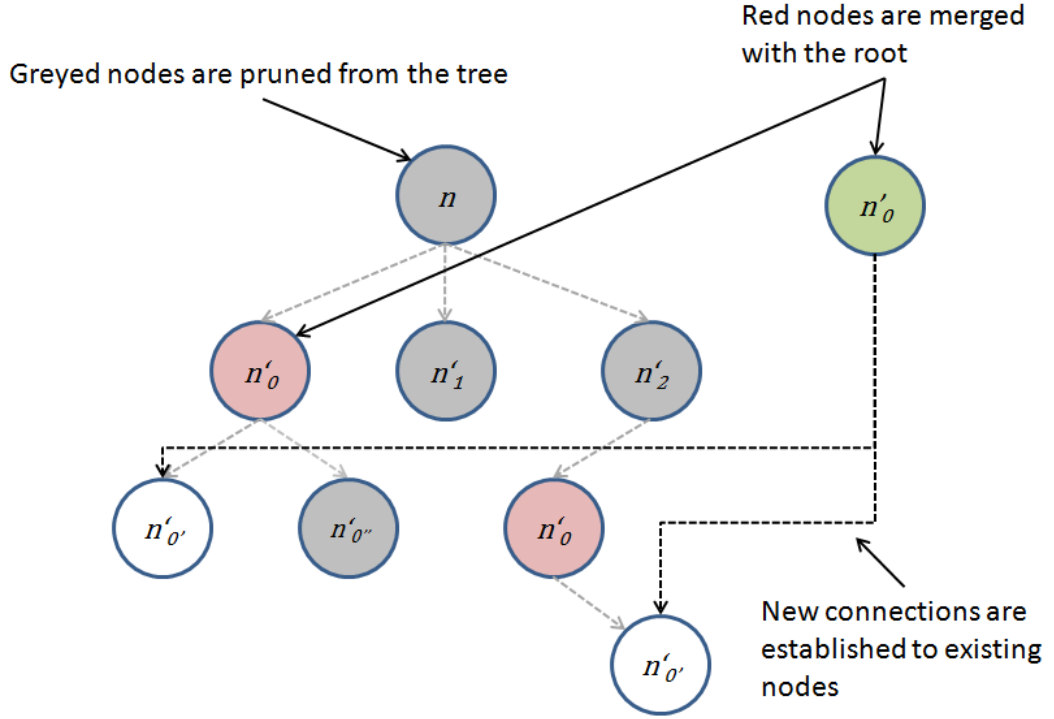 Red nodes are merged
with the root
Greyed nodes are pruned from the tree
n
n'₀
n'₀
n'₁
n'₂
n'₀'
n'₀''
n'₀
New connections are
established to existing
nodes
n'₀'